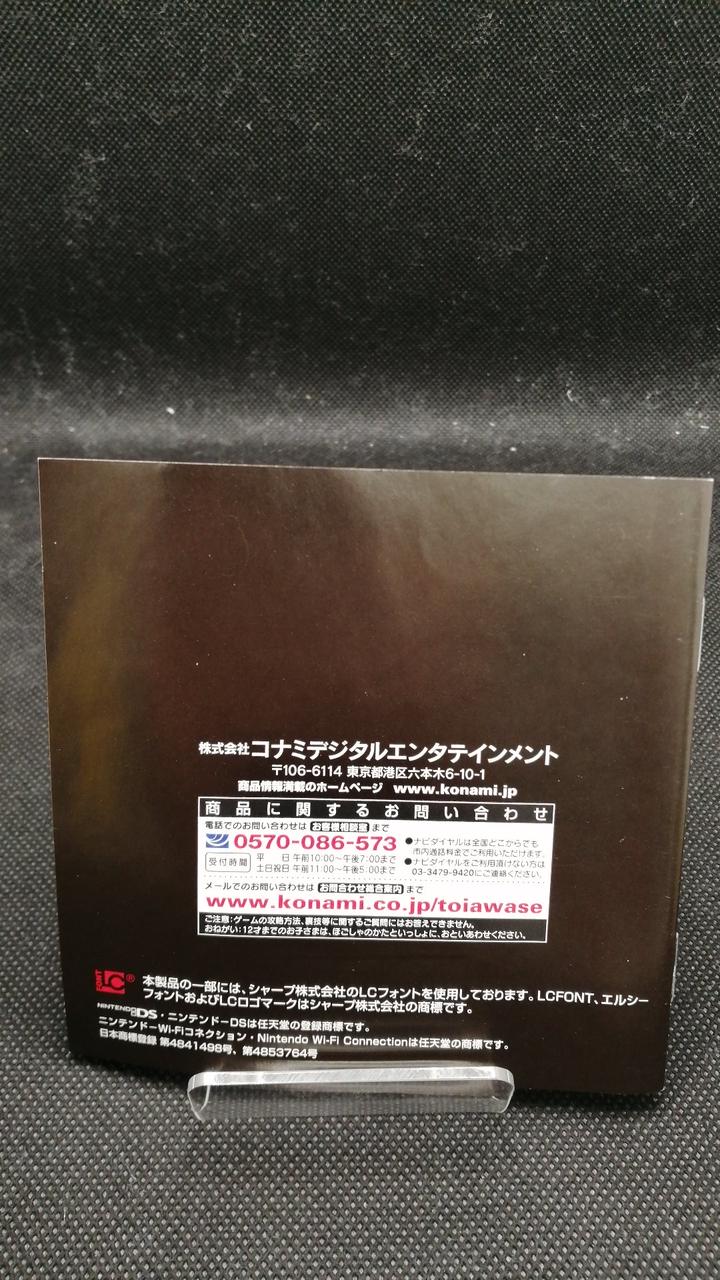 株式会社コナミデジタルエンタテインメント
〒106-6114 東京都港区六本木6-10-1
商品情報満載のホームページ www.konami.jp
商品に関するお問い合わせ
電話でのお問い合わせは お客様相談室 まで
0570-086-573
受付時間 平日 午前10:00〜午後7:00まで
土日祝日 午前11:00〜午後5:00まで
●ナビダイヤルは全国どこからでも
市内通話料金でご利用いただけます。
●ナビダイヤルをご利用頂けない方は
03-3479-9420にご連絡ください。
メールでのお問い合わせは お問合わせ総合案内 まで
www.konami.co.jp/toiawase
ご注意:ゲームの攻略方法、裏技等に関するご質問にはお答えできません。
おねがい:12才までのお子さまは、ほごしゃのかたといっしょに、おといあわせください。
FONT LC® 本製品の一部には、シャープ株式会社のLCフォントを使用しております。LCFONT、エルシー
フォントおよびLCロゴマークはシャープ株式会社の商標です。
NINTENDO DS・ニンテンドーDSは任天堂の登録商標です。
ニンテンドーWi-Fiコネクション・Nintendo Wi-Fi Connectionは任天堂の商標です。
日本商標登録 第4841498号、第4853764号